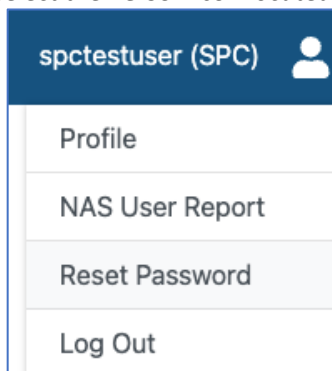 spctestuser (SPC)
Profile
NAS User Report
Reset Password
Log Out